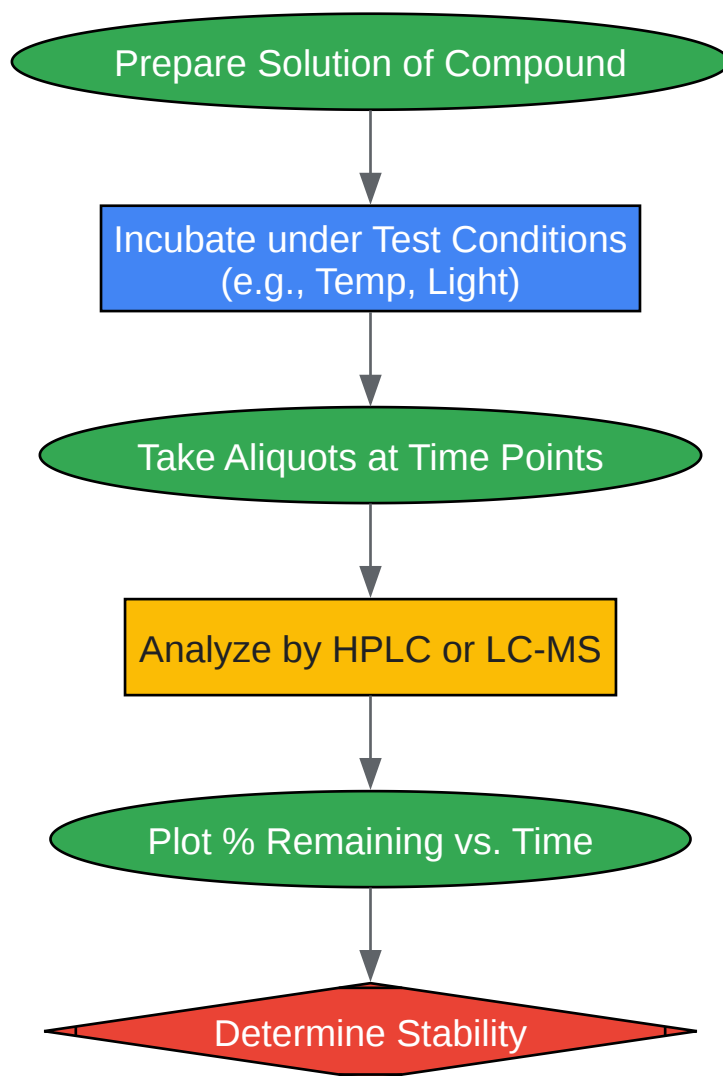 Prepare Solution of Compound
Incubate under Test Conditions
(e.g., Temp, Light)
Take Aliquots at Time Points
Analyze by HPLC or LC-MS
Plot % Remaining vs. Time
Determine Stability